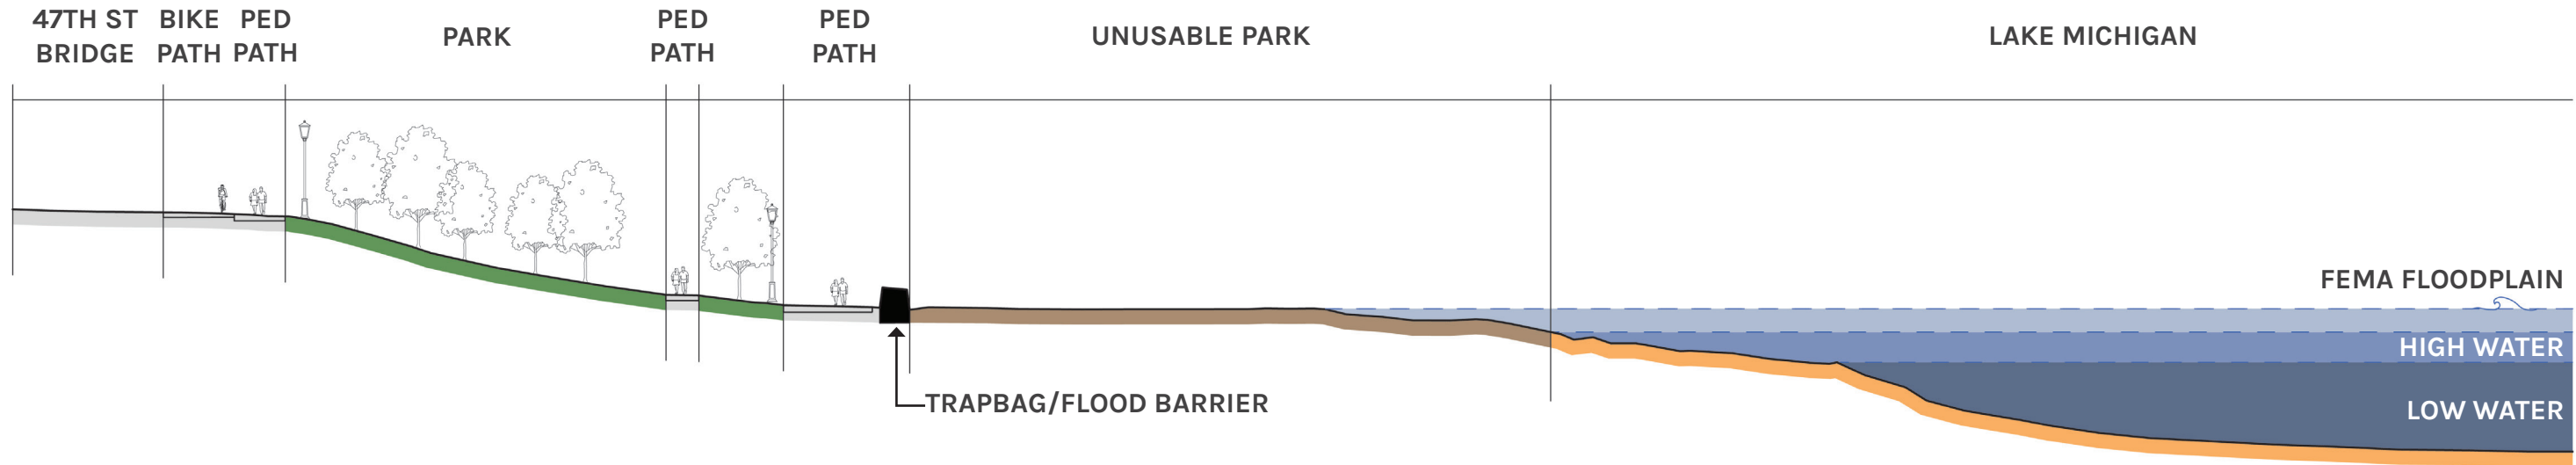 47TH ST
BRIDGE
BIKE
PATH
PED
PATH
PARK
PED
PATH
PED
PATH
UNUSABLE PARK
LAKE MICHIGAN
FEMA FLOODPLAIN
HIGH WATER
TRAPBAG/FLOOD BARRIER
LOW WATER